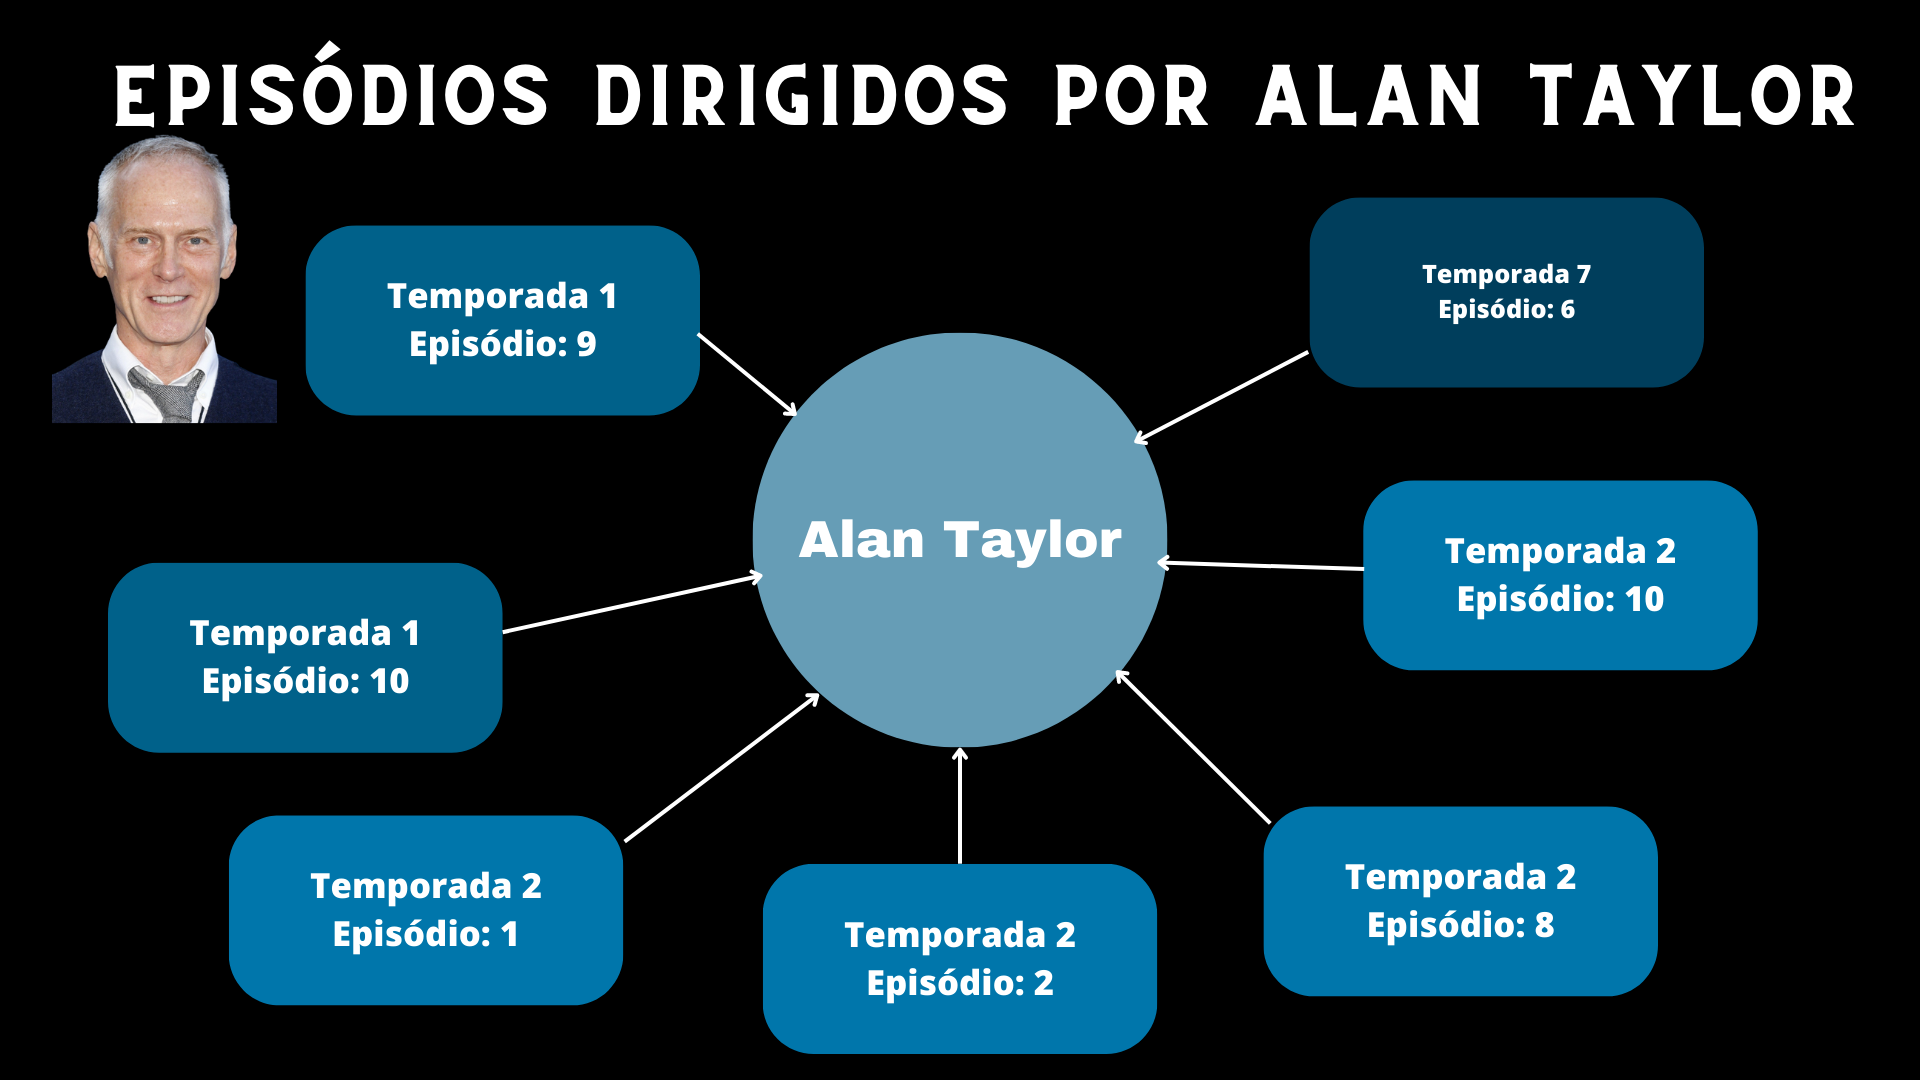 EPISÓDIOS DIRIGIDOS POR ALAN TAYLOR
Temporada 1
Episódio: 9
Temporada 7
Episódio: 6
Alan Taylor
Temporada 2
Episódio: 10
Temporada 1
Episódio: 10
Temporada 2
Episódio: 1
Temporada 2
Episódio: 2
Temporada 2
Episódio: 8